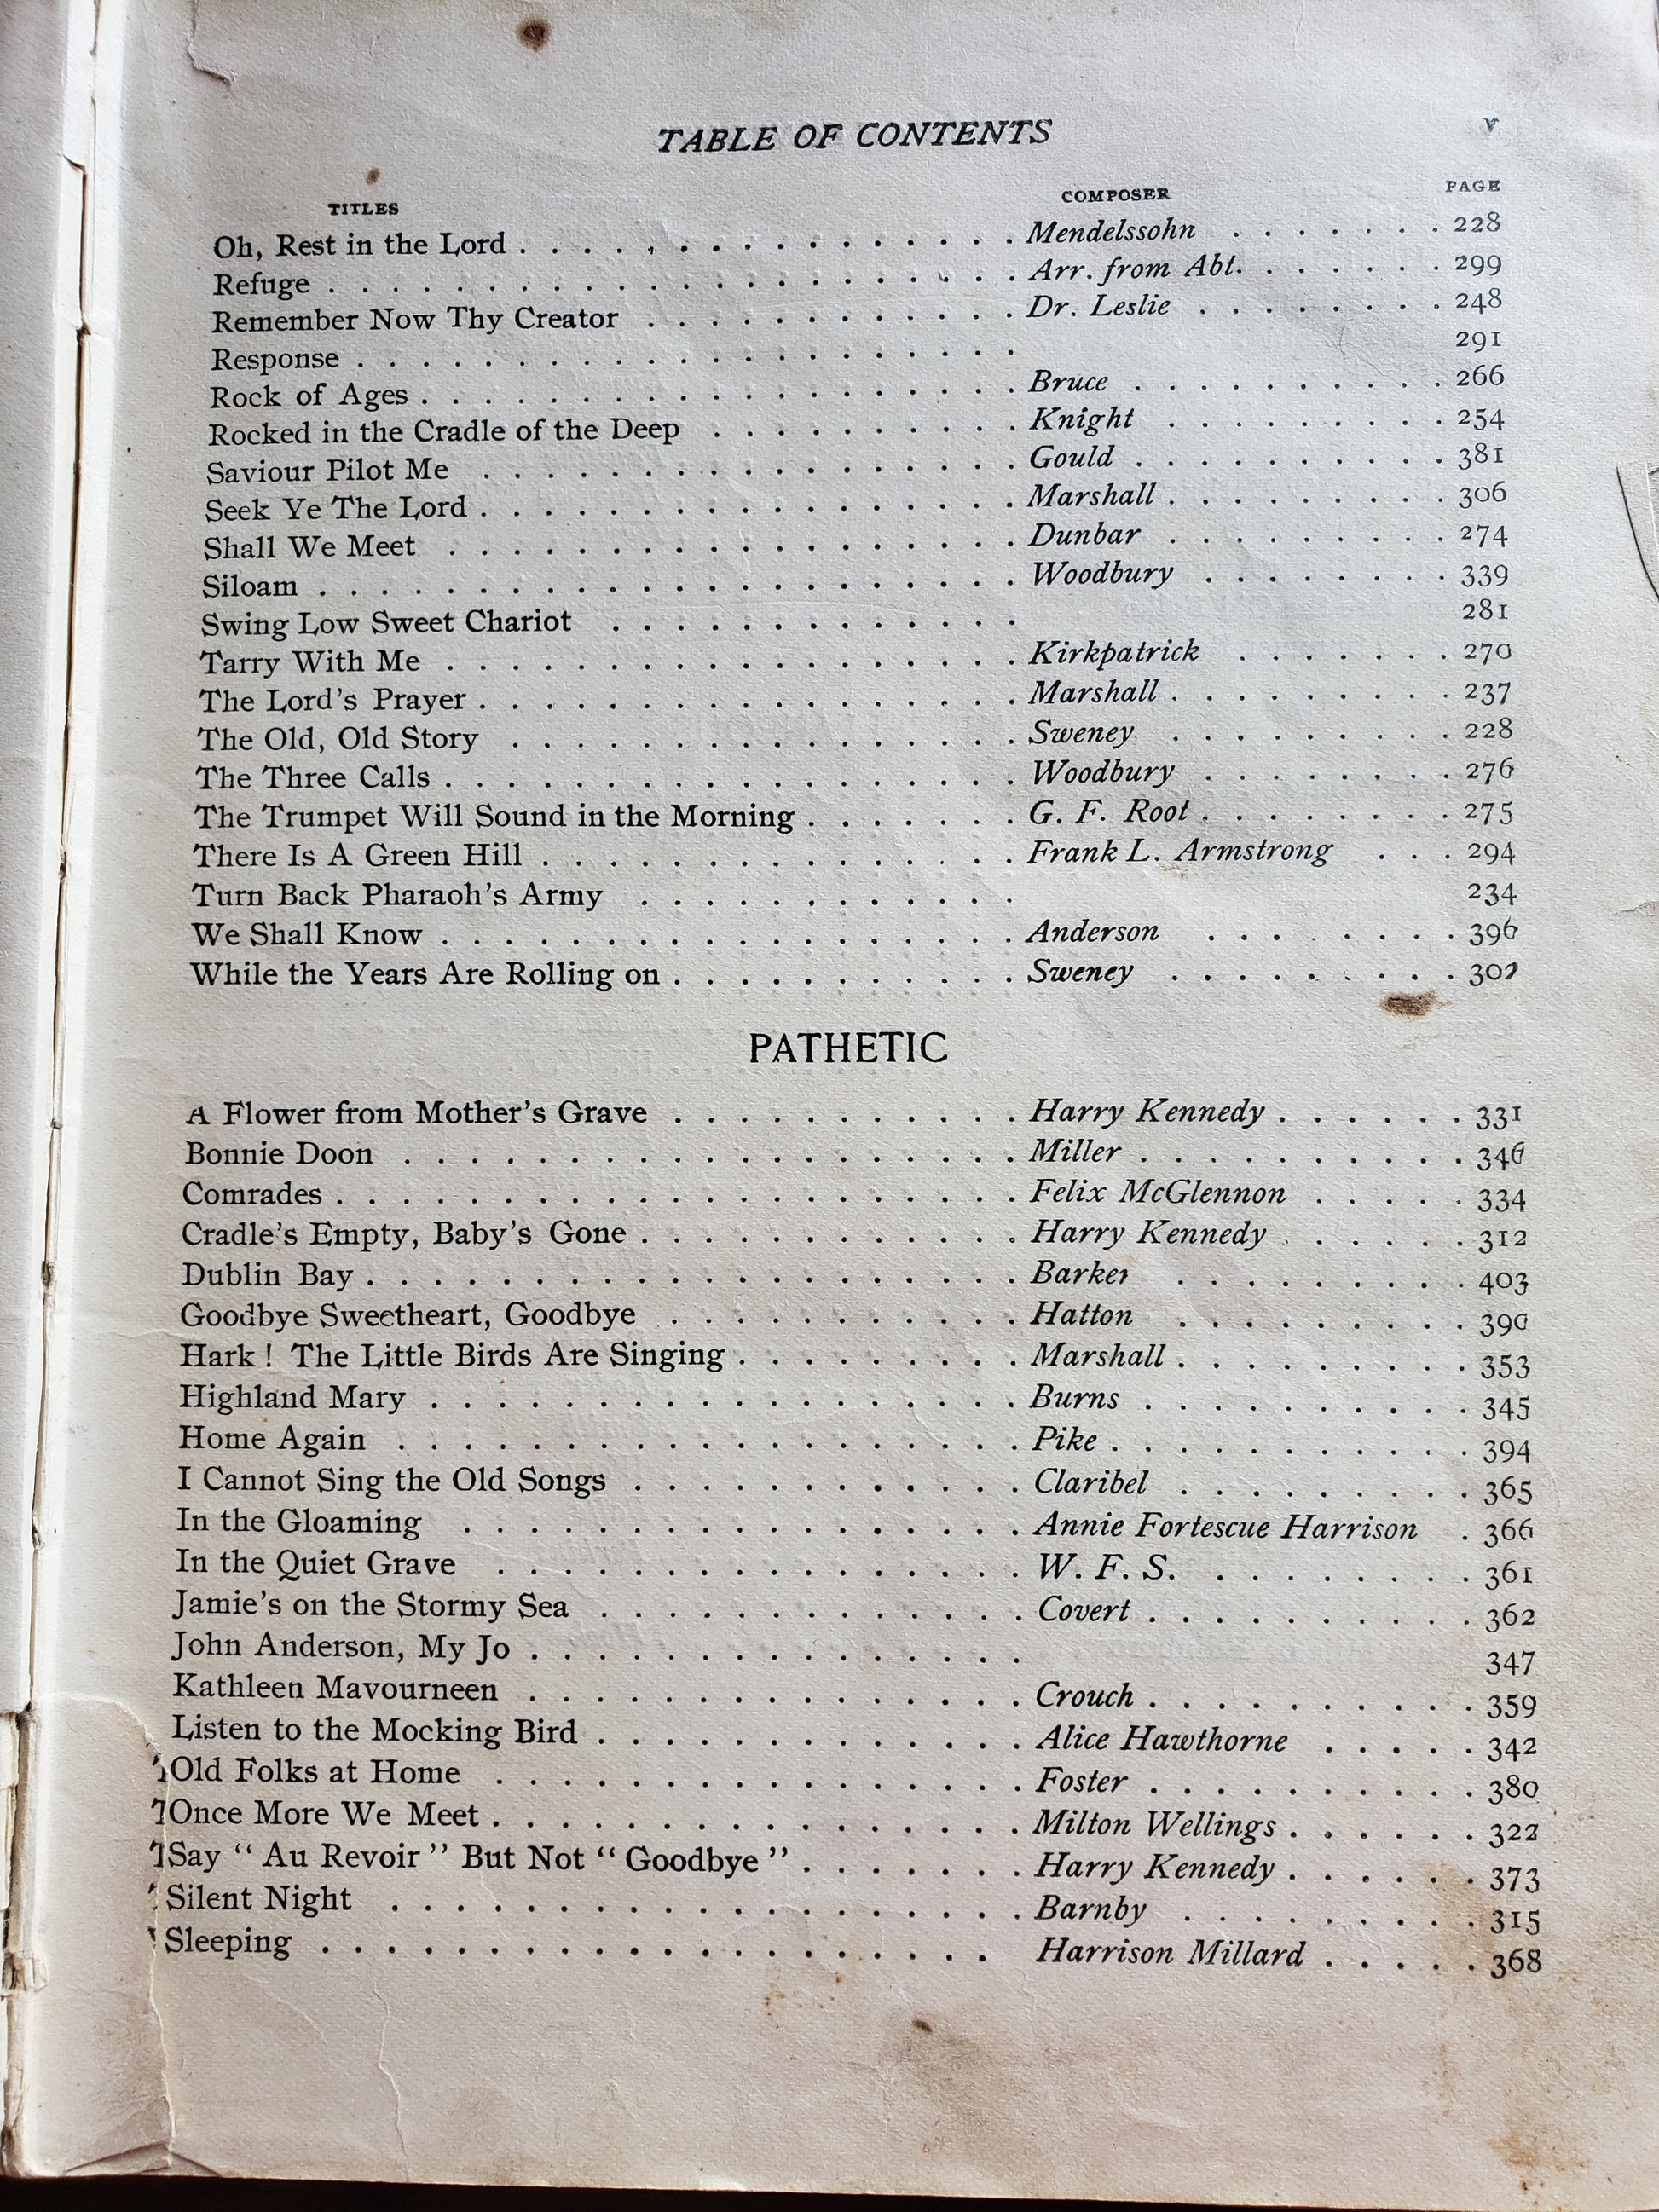 TABLE OF CONTENTS v
TITLES COMPOSER PAGE
Oh, Rest in the Lord . . . . . . . . . . . . . . . . Mendelssohn . . . . . . . 228
Refuge . . . . . . . . . . . . . . . . . . . . . . Arr. from Abt. . . . . . . 299
Remember Now Thy Creator . . . . . . . . . . . . Dr. Leslie . . . . . . . . 248
Response . . . . . . . . . . . . . . . . . . . . 291
Rock of Ages . . . . . . . . . . . . . . . . . . Bruce . . . . . . . . . . 266
Rocked in the Cradle of the Deep . . . . . . . . . . Knight . . . . . . . . . 254
Saviour Pilot Me . . . . . . . . . . . . . . . . . Gould . . . . . . . . . . 381
Seek Ye The Lord . . . . . . . . . . . . . . . . . Marshall . . . . . . . . . 306
Shall We Meet . . . . . . . . . . . . . . . . . . Dunbar . . . . . . . . . 274
Siloam . . . . . . . . . . . . . . . . . . . . . . Woodbury . . . . . . . . 339
Swing Low Sweet Chariot . . . . . . . . . . . . . 281
Tarry With Me . . . . . . . . . . . . . . . . . . Kirkpatrick . . . . . . . 270
The Lord's Prayer . . . . . . . . . . . . . . . . . Marshall . . . . . . . . . 237
The Old, Old Story . . . . . . . . . . . . . . . . Sweney . . . . . . . . . 228
The Three Calls . . . . . . . . . . . . . . . . . . Woodbury . . . . . . . . 276
The Trumpet Will Sound in the Morning . . . . . . . G. F. Root . . . . . . . . 275
There Is A Green Hill . . . . . . . . . . . . . . . Frank L. Armstrong . . . 294
Turn Back Pharaoh's Army . . . . . . . . . . . . 234
We Shall Know . . . . . . . . . . . . . . . . . . Anderson . . . . . . . . 396
While the Years Are Rolling on . . . . . . . . . . . Sweney . . . . . . . . . 302
PATHETIC
A Flower from Mother's Grave . . . . . . . . . . . Harry Kennedy . . . . . . 331
Bonnie Doon . . . . . . . . . . . . . . . . . . . Miller . . . . . . . . . . 346
Comrades . . . . . . . . . . . . . . . . . . . . . Felix McGlennon . . . . . 334
Cradle's Empty, Baby's Gone . . . . . . . . . . . . Harry Kennedy . . . . . . 312
Dublin Bay . . . . . . . . . . . . . . . . . . . . Barker . . . . . . . . . 403
Goodbye Sweetheart, Goodbye . . . . . . . . . . . Hatton . . . . . . . . . 390
Hark ! The Little Birds Are Singing . . . . . . . . . Marshall . . . . . . . . . 353
Highland Mary . . . . . . . . . . . . . . . . . . Burns . . . . . . . . . . 345
Home Again . . . . . . . . . . . . . . . . . . . Pike . . . . . . . . . . . 394
I Cannot Sing the Old Songs . . . . . . . . . . . . Claribel . . . . . . . . . 365
In the Gloaming . . . . . . . . . . . . . . . . . Annie Fortescue Harrison . 366
In the Quiet Grave . . . . . . . . . . . . . . . . W. F. S. . . . . . . . . 361
Jamie's on the Stormy Sea . . . . . . . . . . . . . Covert . . . . . . . . . . 362
John Anderson, My Jo . . . . . . . . . . . . . . . 347
Kathleen Mavourneen . . . . . . . . . . . . . . . Crouch . . . . . . . . . . 359
Listen to the Mocking Bird . . . . . . . . . . . . . Alice Hawthorne . . . . . 342
Old Folks at Home . . . . . . . . . . . . . . . . Foster . . . . . . . . . . 380
Once More We Meet . . . . . . . . . . . . . . . . Milton Wellings . . . . . . 322
Say “ Au Revoir ” But Not “ Goodbye ” . . . . . . . Harry Kennedy . . . . . . 373
Silent Night . . . . . . . . . . . . . . . . . . . Barnby . . . . . . . . . 315
Sleeping . . . . . . . . . . . . . . . . . . . . Harrison Millard . . . . . 368